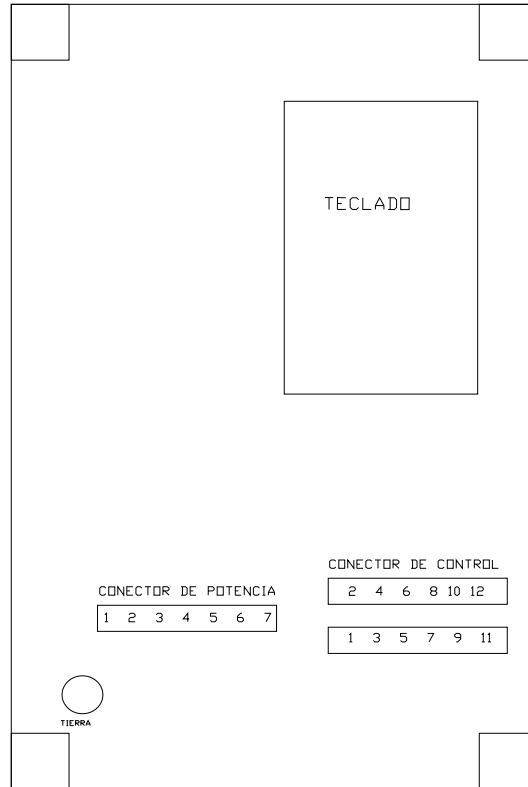 TECLADO
CONECTOR DE CONTROL
2 4 6 8 10 12
1 3 5 7 9 11
CONECTOR DE POTENCIA
1 2 3 4 5 6 7
TIERRA